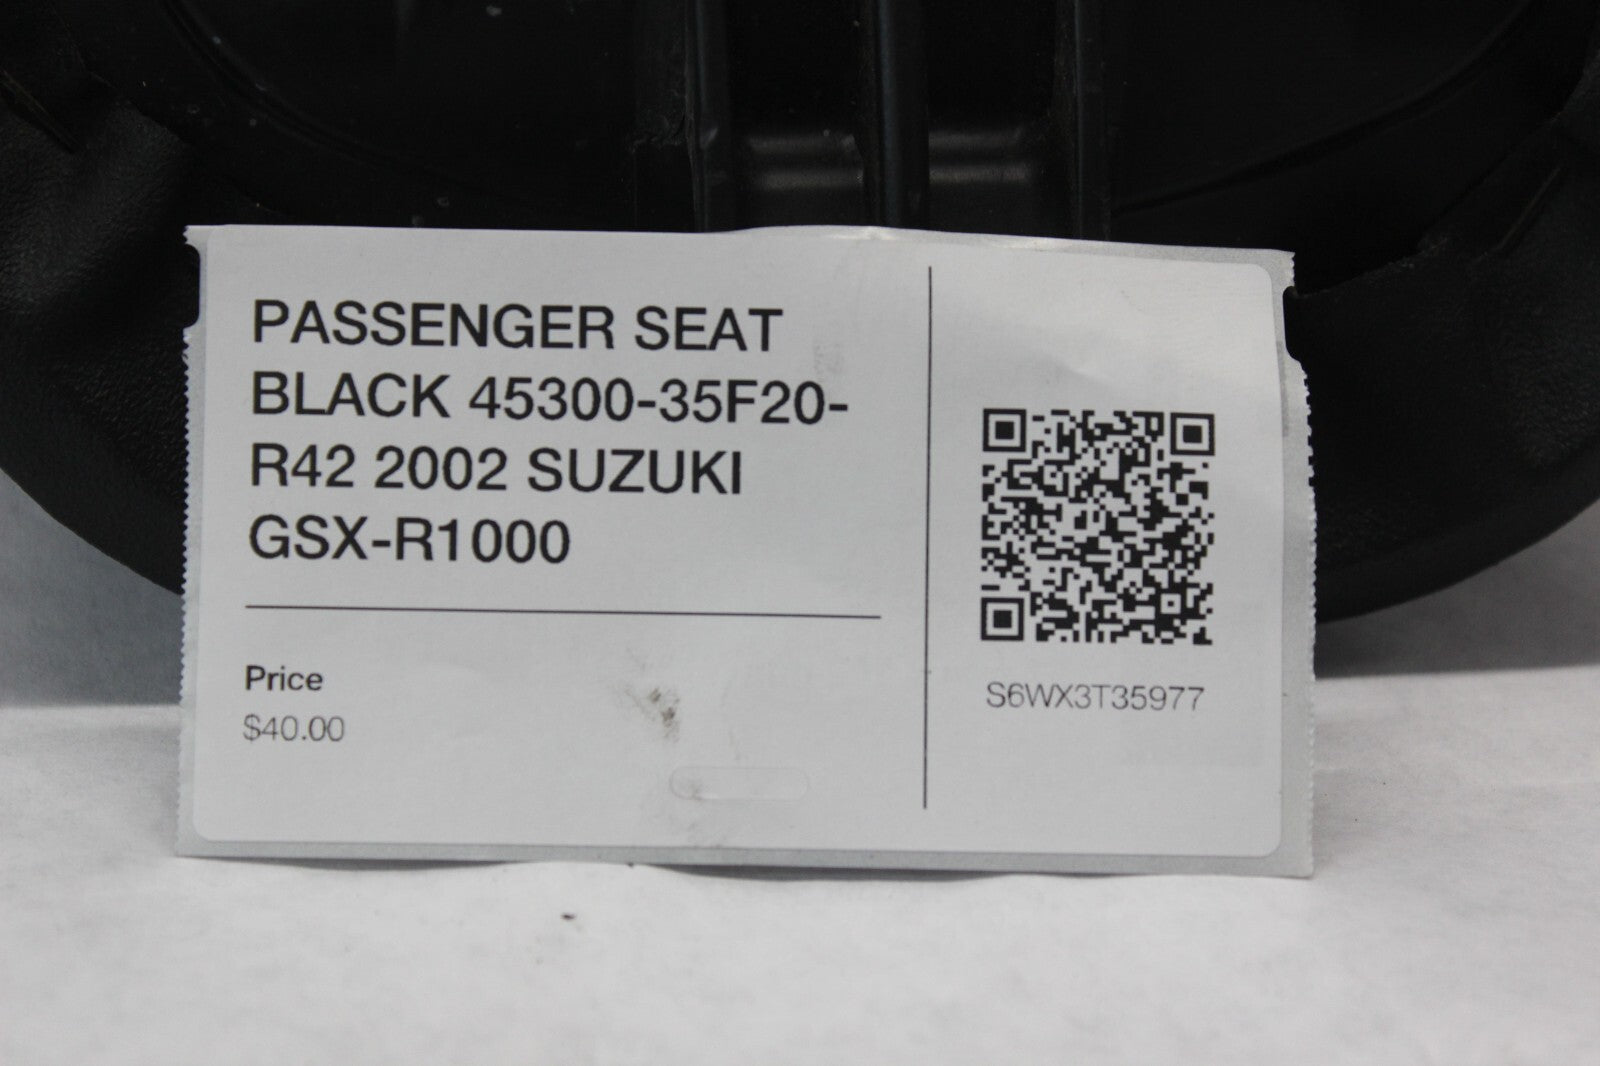 PASSENGER SEAT
BLACK 45300-35F20-
R42 2002 SUZUKI
GSX-R1000
Price
$40.00
S6WX3T35977